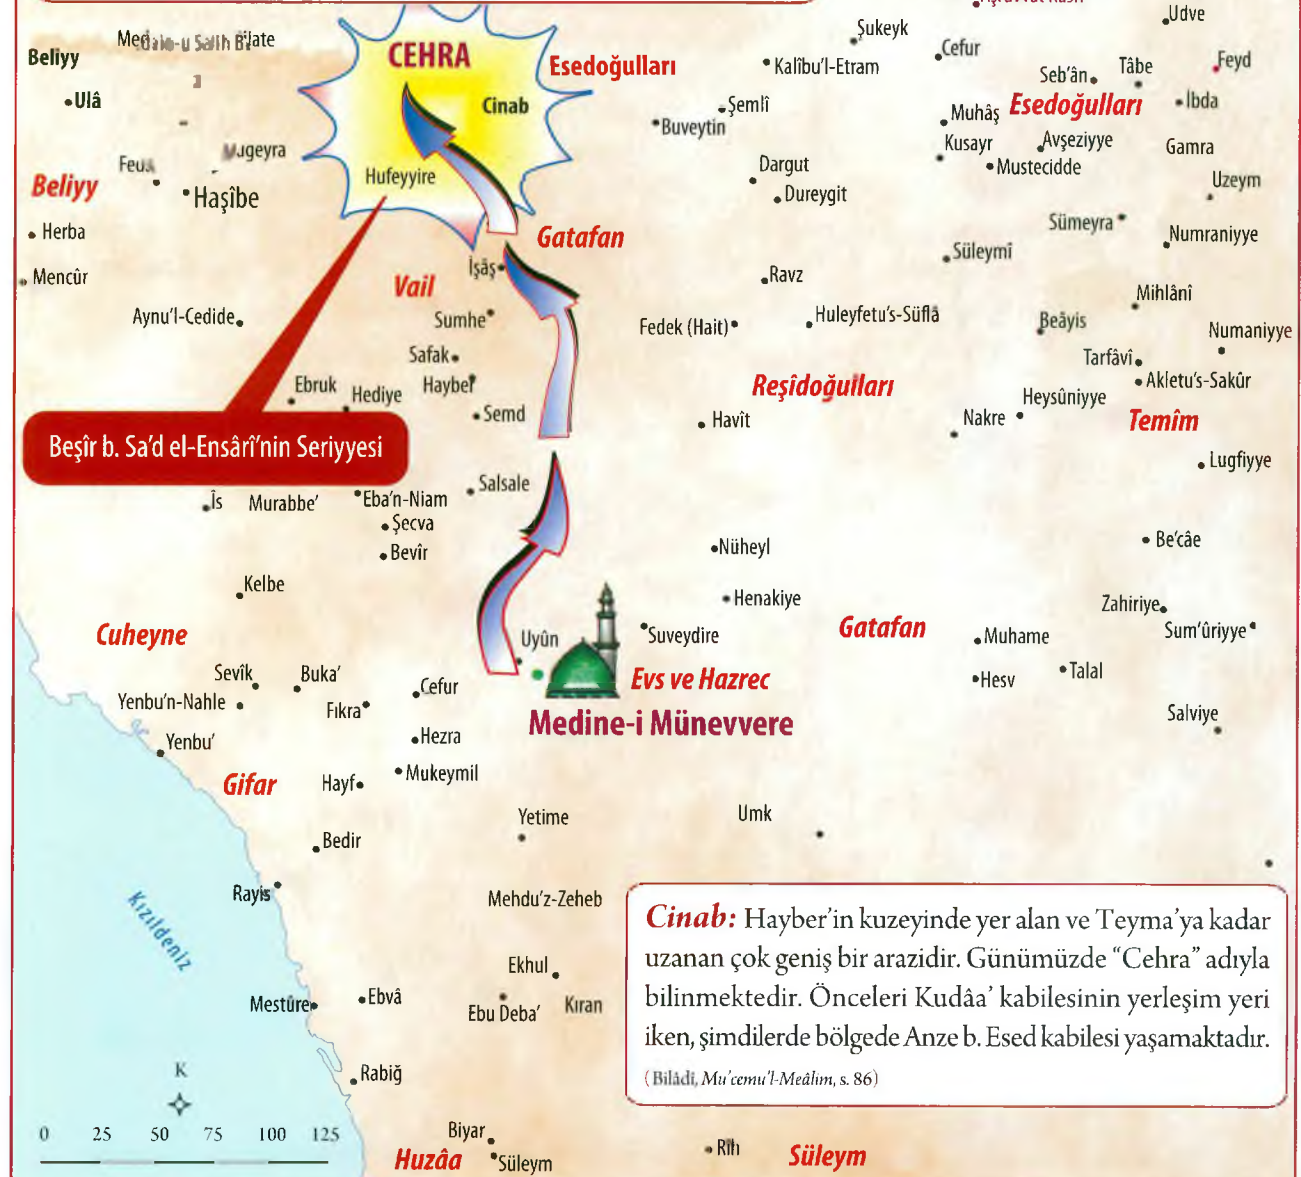 Şukeyk
Udve
Beliyy
CEHRA
Esedoğulları
Kalîbu'l-Etram
Cefur
Seb'ân
Tâbe
Feyd
Ulâ
Cinab
Şemlî
Buveytin
Muhâş
Esedoğulları
İbda
Kusayr
Avşeziyye
Gamra
Mustecidde
Beliyy
Haşîbe
Hufeyyire
Dargut
Dureygit
Uzeym
Herba
Gatafan
Sümeyra
Numraniyye
Süleymî
Mencûr
İşâş
Vail
Ravz
Mihlânî
Aynu'l-Cedide
Sumhe
Fedek (Hait)
Huleyfetu's-Süflâ
Beâyis
Numaniyye
Safak
Tarfâvî
Ebruk
Hediye
Hayber
Reşîdoğulları
Akletu's-Sakûr
Heysûniyye
Semd
Havît
Nakre
Temîm
Beşîr b. Sa'd el-Ensârî'nin Seriyyesi
Lugfiyye
Îs
Murabbe'
Eba'n-Niam
Salsale
Şecva
Bevîr
Nüheyl
Be'câe
Kelbe
Henakiye
Zahiriye
Cuheyne
Uyûn
Suveydire
Gatafan
Muhame
Sum'ûriyye
Sevîk
Buka'
Cefur
Evs ve Hazrec
Hesv
Talal
Yenbu'n-Nahle
Fıkra
Medine-i Münevvere
Salviye
Yenbu'
Hezra
Gifar
Hayf
Mukeymil
Yetime
Umk
Bedir
Rayis
Mehdu'z-Zeheb
Kızıldeniz
Ekhul
Mestûre
Ebvâ
Ebu Deba'
Kıran
Cinab: Hayber'in kuzeyinde yer alan ve Teyma'ya kadar
uzanan çok geniş bir arazidir. Günümüzde “Cehra” adıyla
bilinmektedir. Önceleri Kudâa' kabilesinin yerleşim yeri
iken, şimdilerde bölgede Anze b. Esed kabilesi yaşamaktadır.
(Bilâdî, Mu'cemu'l-Meâlim, s. 86)
K
Rabiğ
0 25 50 75 100 125
Biyar
Huzâa
Süleym
Rîh
Süleym